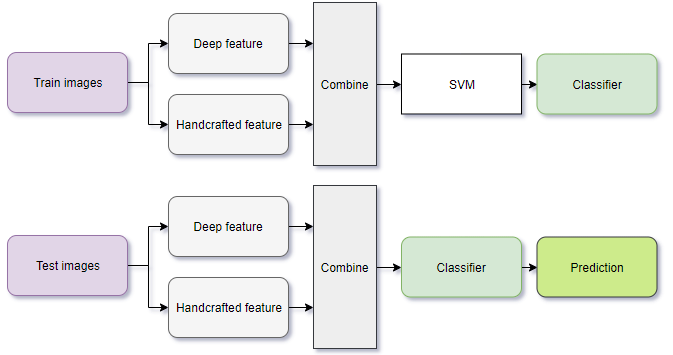 Deep feature
Train images
Handcrafted feature
Combine
SVM
Classifier
Deep feature
Test images
Handcrafted feature
Combine
Classifier
Prediction